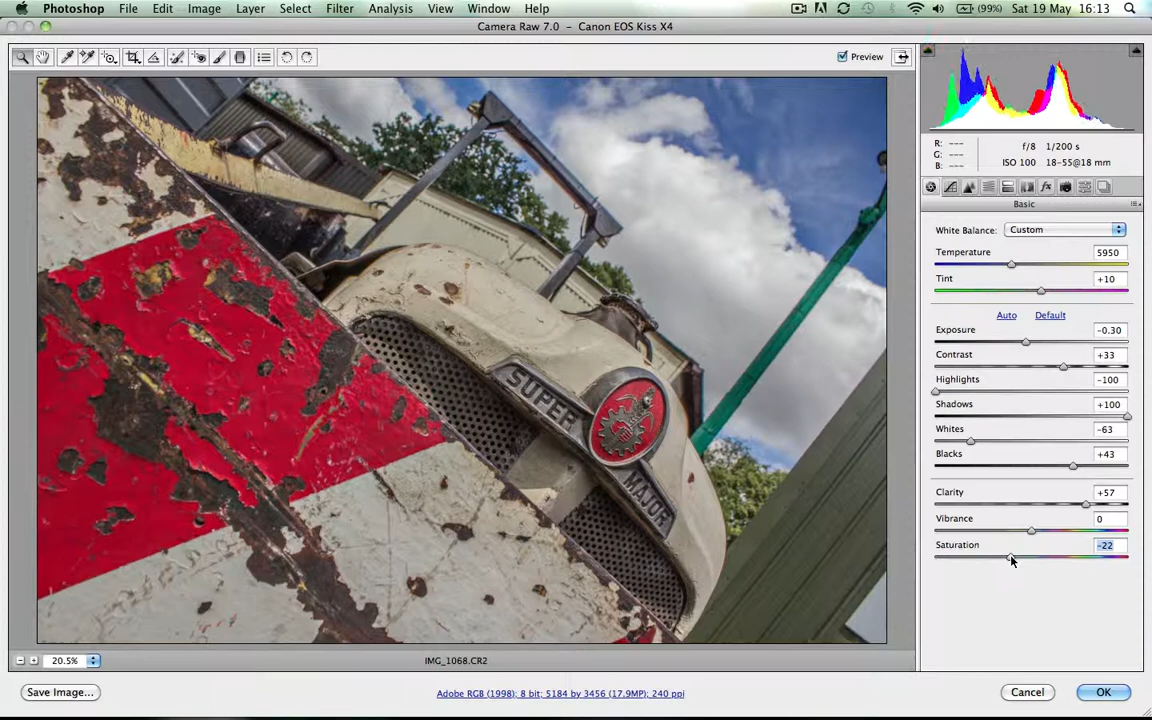 Photoshop File Edit Image Layer Select Filter Analysis View Window Help (99%) Sat 19 May 16:13
Camera Raw 7.0 – Canon EOS Kiss X4
Preview
R: ---
G: ---
B: ---
f/8 1/200 s
ISO 100 18-55@18 mm
Basic
White Balance: Custom
Temperature 5950
Tint +10
Auto Default
Exposure -0.30
Contrast +33
Highlights -100
Shadows +100
Whites -63
Blacks +43
Clarity +57
Vibrance 0
Saturation -22
SUPER
MAJOR
20.5%
IMG_1068.CR2
Save Image...
Adobe RGB (1998); 8 bit; 5184 by 3456 (17.9MP); 240 ppi
Cancel
OK